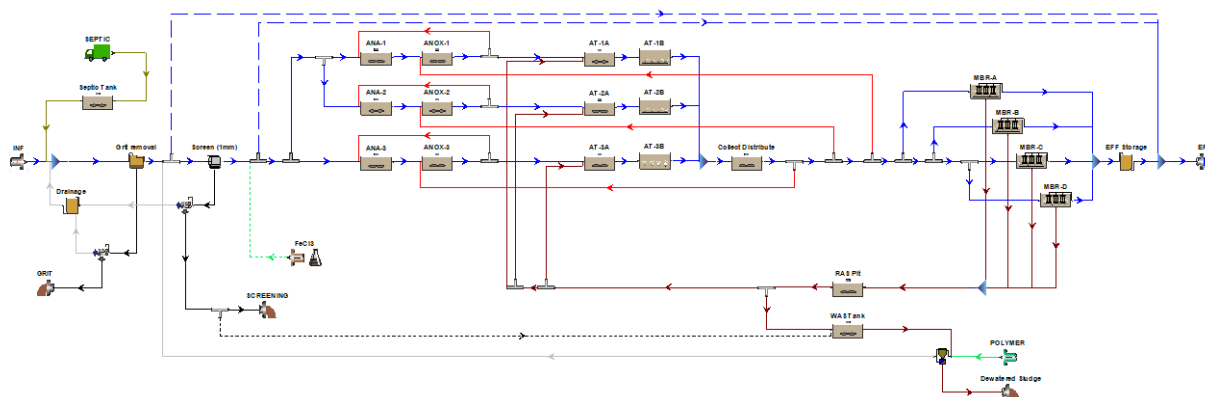 SEPTIC
Septic Tank
INF
Grit removal
Screen (1mm)
Drainage
GRIT
SCREENING
FeCl3
ANA-1
ANOX-1
AT-1A
AT-1B
ANA-2
ANOX-2
AT-2A
AT-2B
ANA-3
ANOX-3
AT-3A
AT-3B
Collect Distribute
MBR-A
MBR-B
MBR-C
MBR-D
EFF Storage
RAS Pit
WAS Tank
POLYMER
Dewatered Sludge